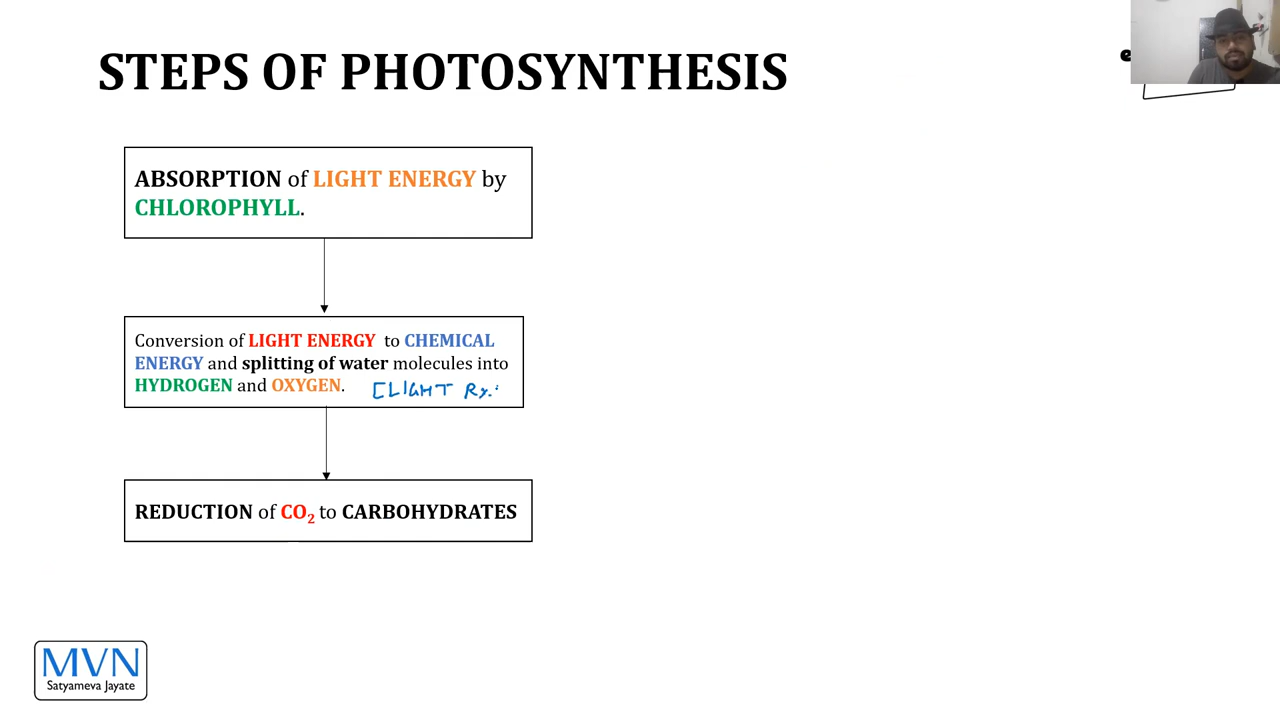 STEPS OF PHOTOSYNTHESIS
e
ABSORPTION of LIGHT ENERGY by
CHLOROPHYLL.
Conversion of LIGHT ENERGY to CHEMICAL
ENERGY and splitting of water molecules into
HYDROGEN and OXYGEN.
[LIGHT Rx.:
REDUCTION of CO₂ to CARBOHYDRATES
MVN
Satyameva Jayate